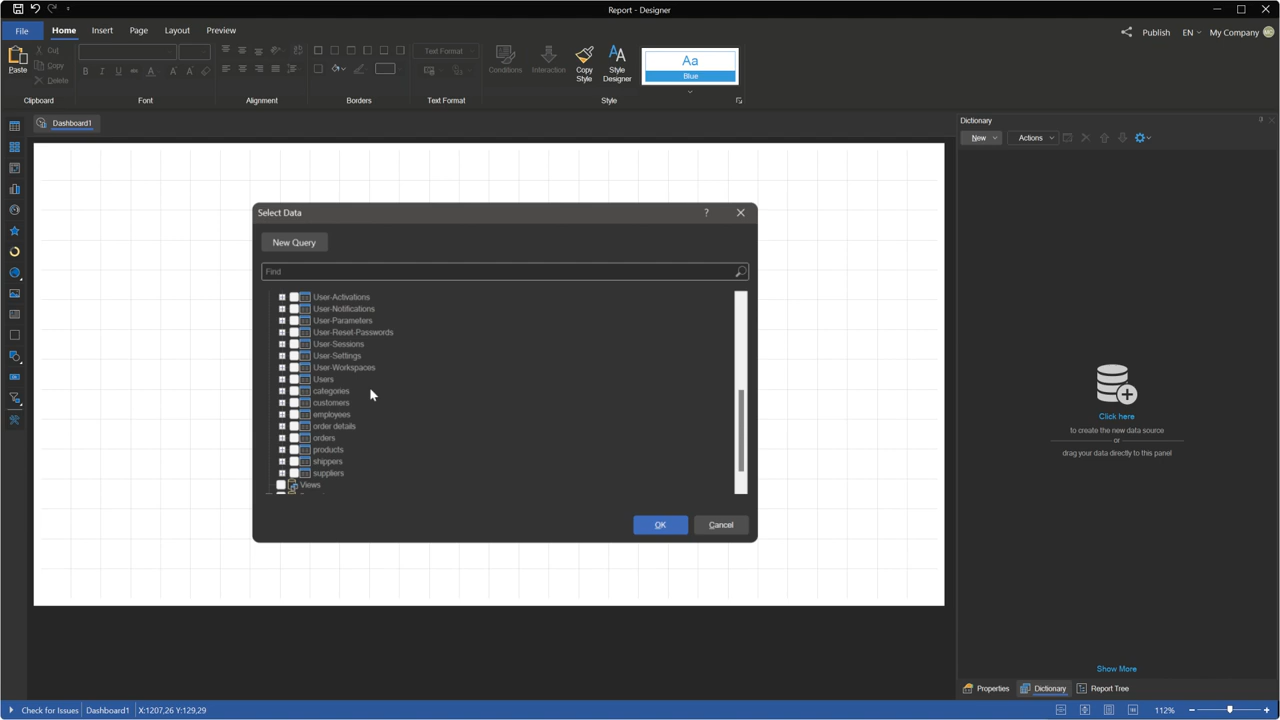 Report - Designer
File Home Insert Page Layout Preview
Publish EN My Company
Paste
Cut
Copy
Delete
Clipboard
B I U
Font
Alignment
Borders
Text Format
Text Format
Conditions
Interaction
Copy Style
Style Designer
Aa
Blue
Style
Dashboard1
Dictionary
New Actions
Select Data
?
New Query
Find
User-Activations
User-Notifications
User-Parameters
User-Reset-Passwords
User-Sessions
User-Settings
User-Workspaces
Users
categories
customers
employees
order details
orders
products
shippers
suppliers
Views
OK Cancel
Click here
to create the new data source
or
drag your data directly to this panel
Show More
Properties Dictionary Report Tree
Check for Issues Dashboard1 X:1207,26 Y:129,29 112%